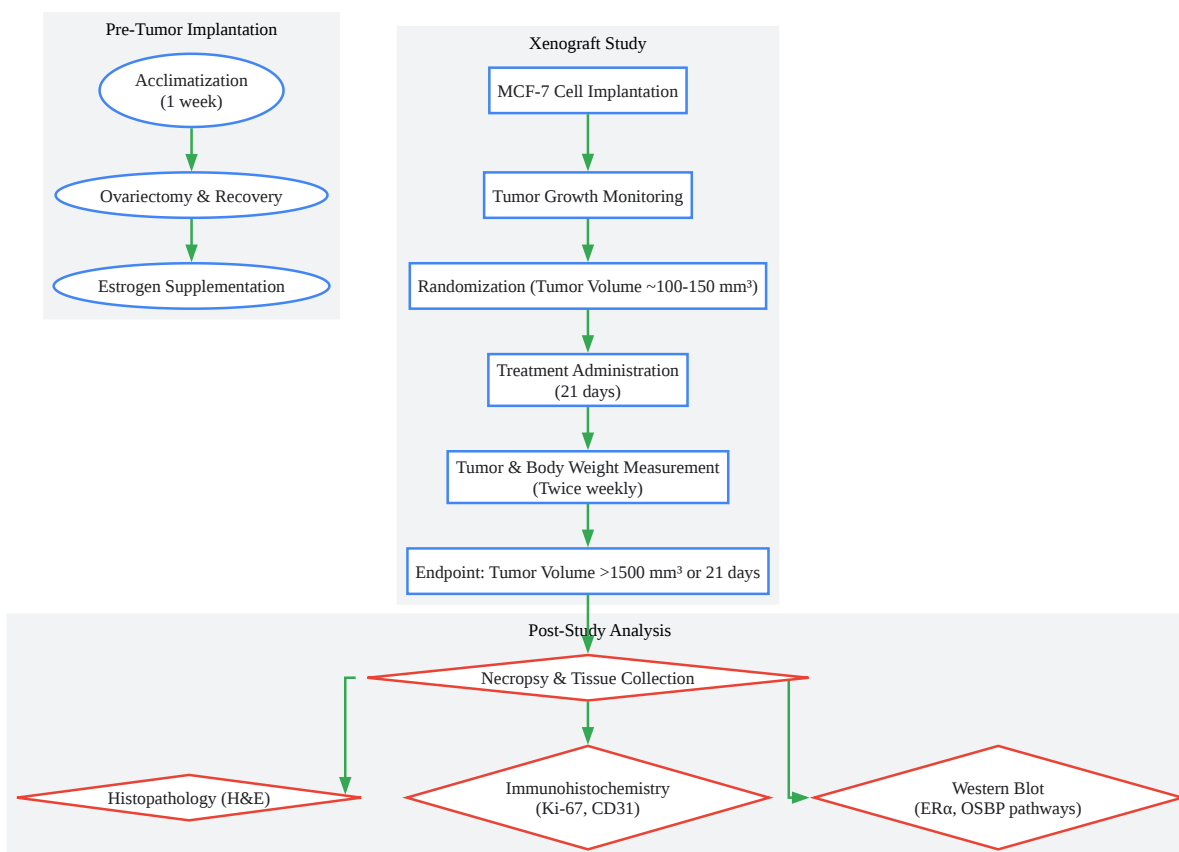 Pre-Tumor Implantation
Acclimatization
(1 week)
Ovariectomy & Recovery
Estrogen Supplementation
Xenograft Study
MCF-7 Cell Implantation
Tumor Growth Monitoring
Randomization (Tumor Volume ~100-150 mm³)
Treatment Administration
(21 days)
Tumor & Body Weight Measurement
(Twice weekly)
Endpoint: Tumor Volume >1500 mm³ or 21 days
Post-Study Analysis
Necropsy & Tissue Collection
Histopathology (H&E)
Immunohistochemistry
(Ki-67, CD31)
Western Blot
(ERα, OSBP pathways)